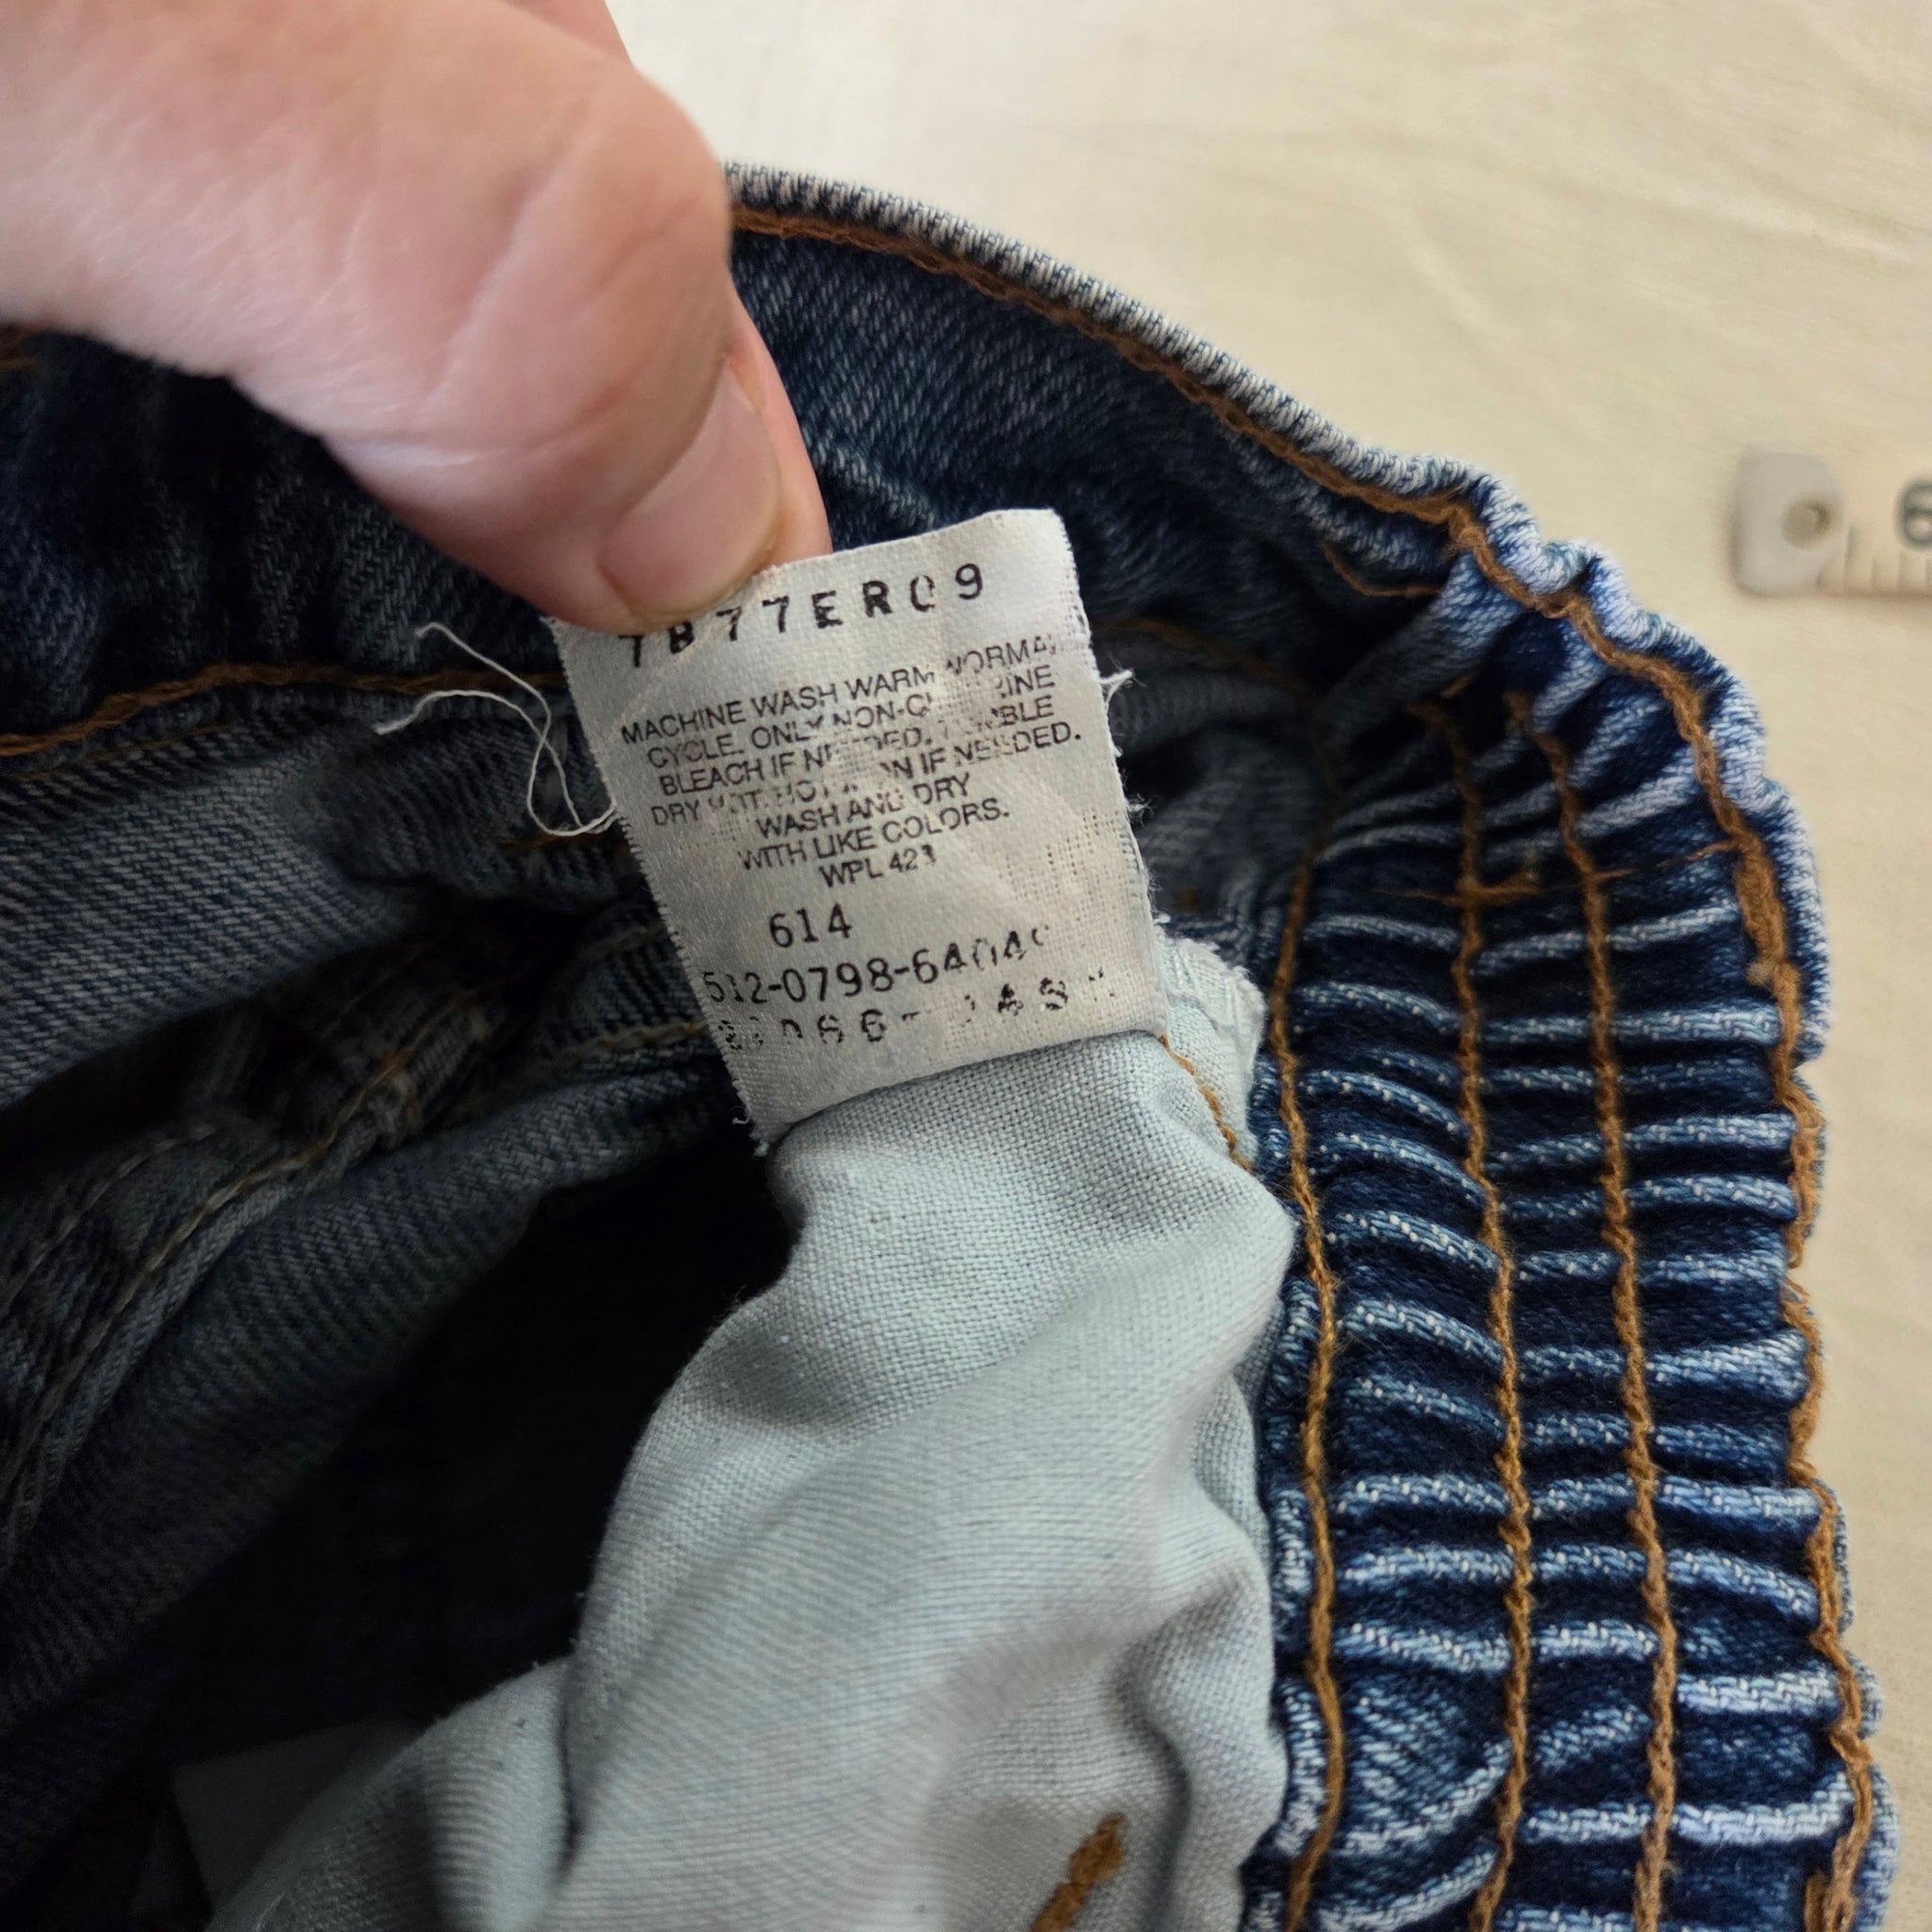 7B77ER09
MACHINE WASH WARM NORMAL
CYCLE. ONLY NON-CHLORINE
BLEACH IF NEEDED. TUMBLE
DRY HOT. HOT IRON IF NEEDED.
WASH AND DRY
WITH LIKE COLORS.
WPL 423
614